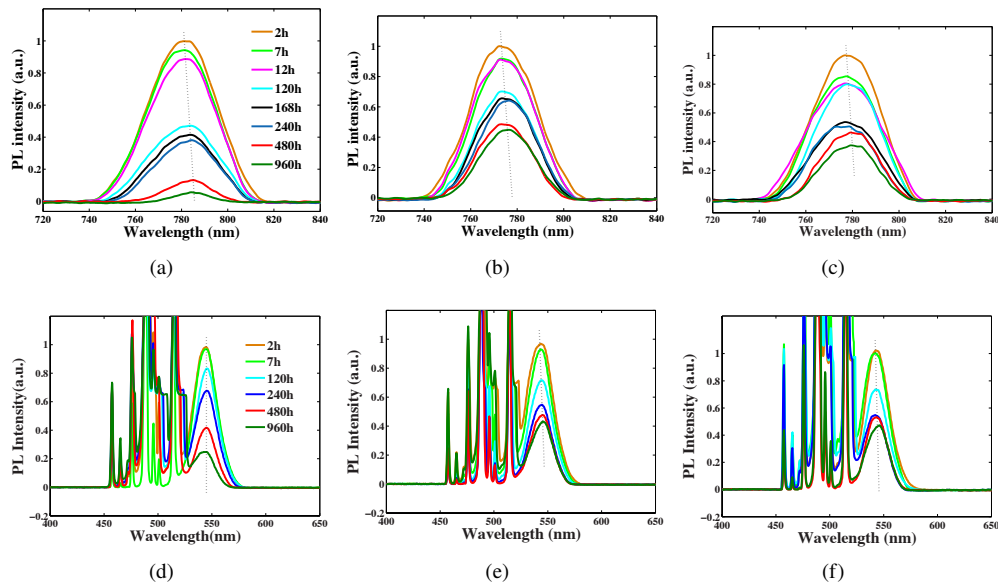 PL intensity (a.u.)
1
0.8
0.6
0.4
0.2
0
720 740 760 780 800 820 840
Wavelength (nm)
2h
7h
12h
120h
168h
240h
480h
960h
(a)
PL intensity (a.u.)
1
0.8
0.6
0.4
0.2
0
720 740 760 780 800 820 840
Wavelength (nm)
(b)
PL intensity (a.u.)
1
0.8
0.6
0.4
0.2
0
720 740 760 780 800 820 840
Wavelength (nm)
(c)
PL Intensity (a.u.)
1
0.8
0.6
0.4
0.2
0
−0.2
400 450 500 550 600 650
Wavelength(nm)
2h
7h
120h
240h
480h
960h
(d)
PL Intensity (a.u.)
1
0.8
0.6
0.4
0.2
0
−0.2
400 450 500 550 600 650
Wavelength (nm)
(e)
PL Intensity (a.u.)
1
0.8
0.6
0.4
0.2
0
−0.2
400 450 500 550 600 650
Wavelength (nm)
(f)